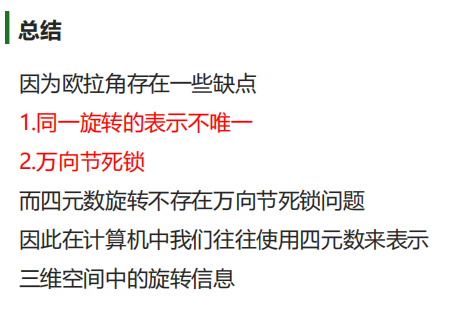 总结
因为欧拉角存在一些缺点
1.同一旋转的表示不唯一
2.万向节死锁
而四元数旋转不存在万向节死锁问题
因此在计算机中我们往往使用四元数来表示
三维空间中的旋转信息